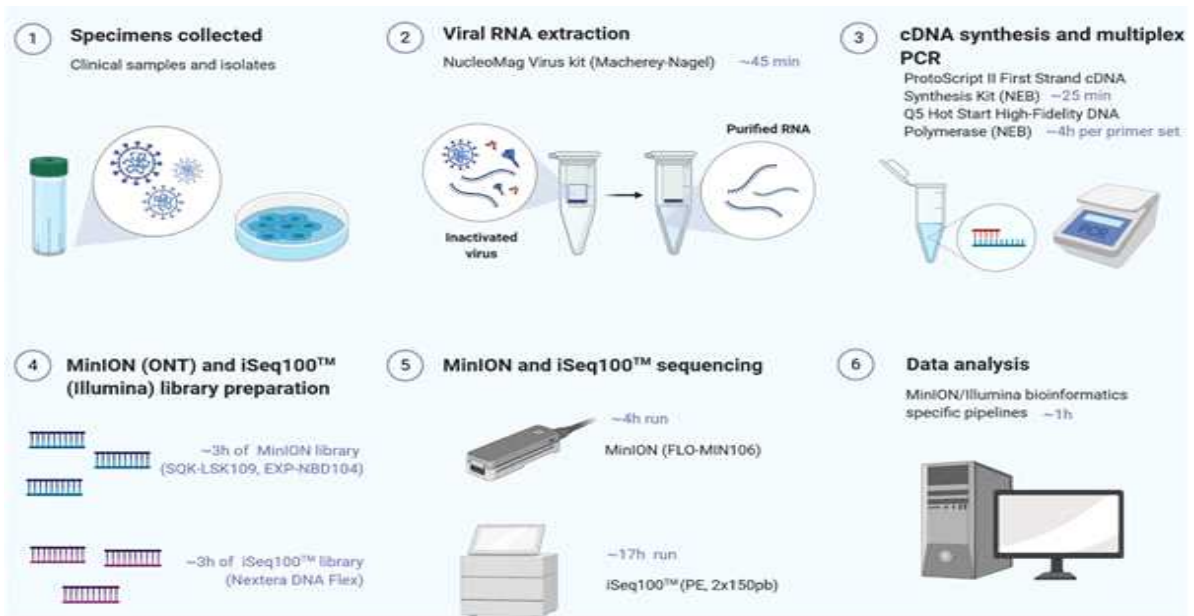 1
Specimens collected
Clinical samples and isolates
2
Viral RNA extraction
NucleoMag Virus kit (Macherey-Nagel) ~45 min
Inactivated
virus
Purified RNA
3
cDNA synthesis and multiplex
PCR
ProtoScript II First Strand cDNA
Synthesis Kit (NEB) ~25 min
Q5 Hot Start High-Fidelity DNA
Polymerase (NEB) ~4h per primer set
PCR
4
MinION (ONT) and iSeq100™
(Illumina) library preparation
~3h of MinION library
(SQK-LSK109, EXP-NBD104)
~3h of iSeq100™ library
(Nextera DNA Flex)
5
MinION and iSeq100™ sequencing
~4h run
MinION (FLO-MIN106)
~17h run
iSeq100™ (PE, 2x150pb)
6
Data analysis
MinION/Illumina bioinformatics
specific pipelines ~1h